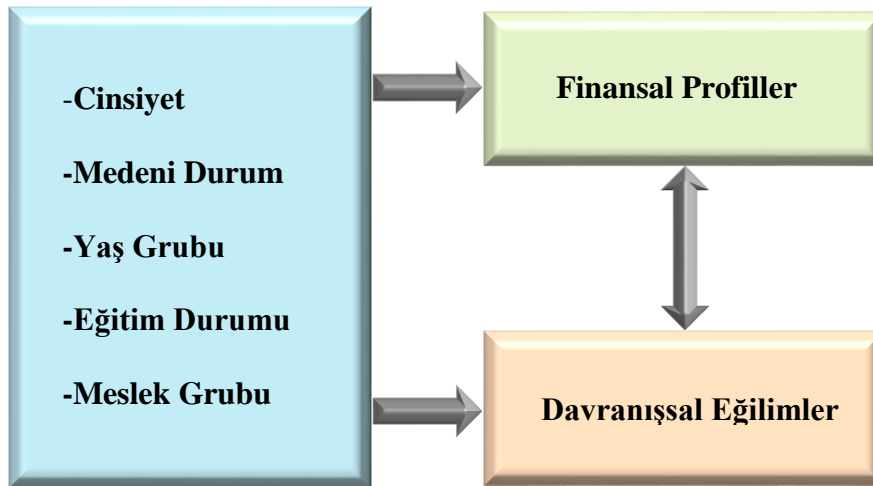 -Cinsiyet
-Medeni Durum
-Yaş Grubu
-Eğitim Durumu
-Meslek Grubu
Finansal Profiller
Davranışsal Eğilimler